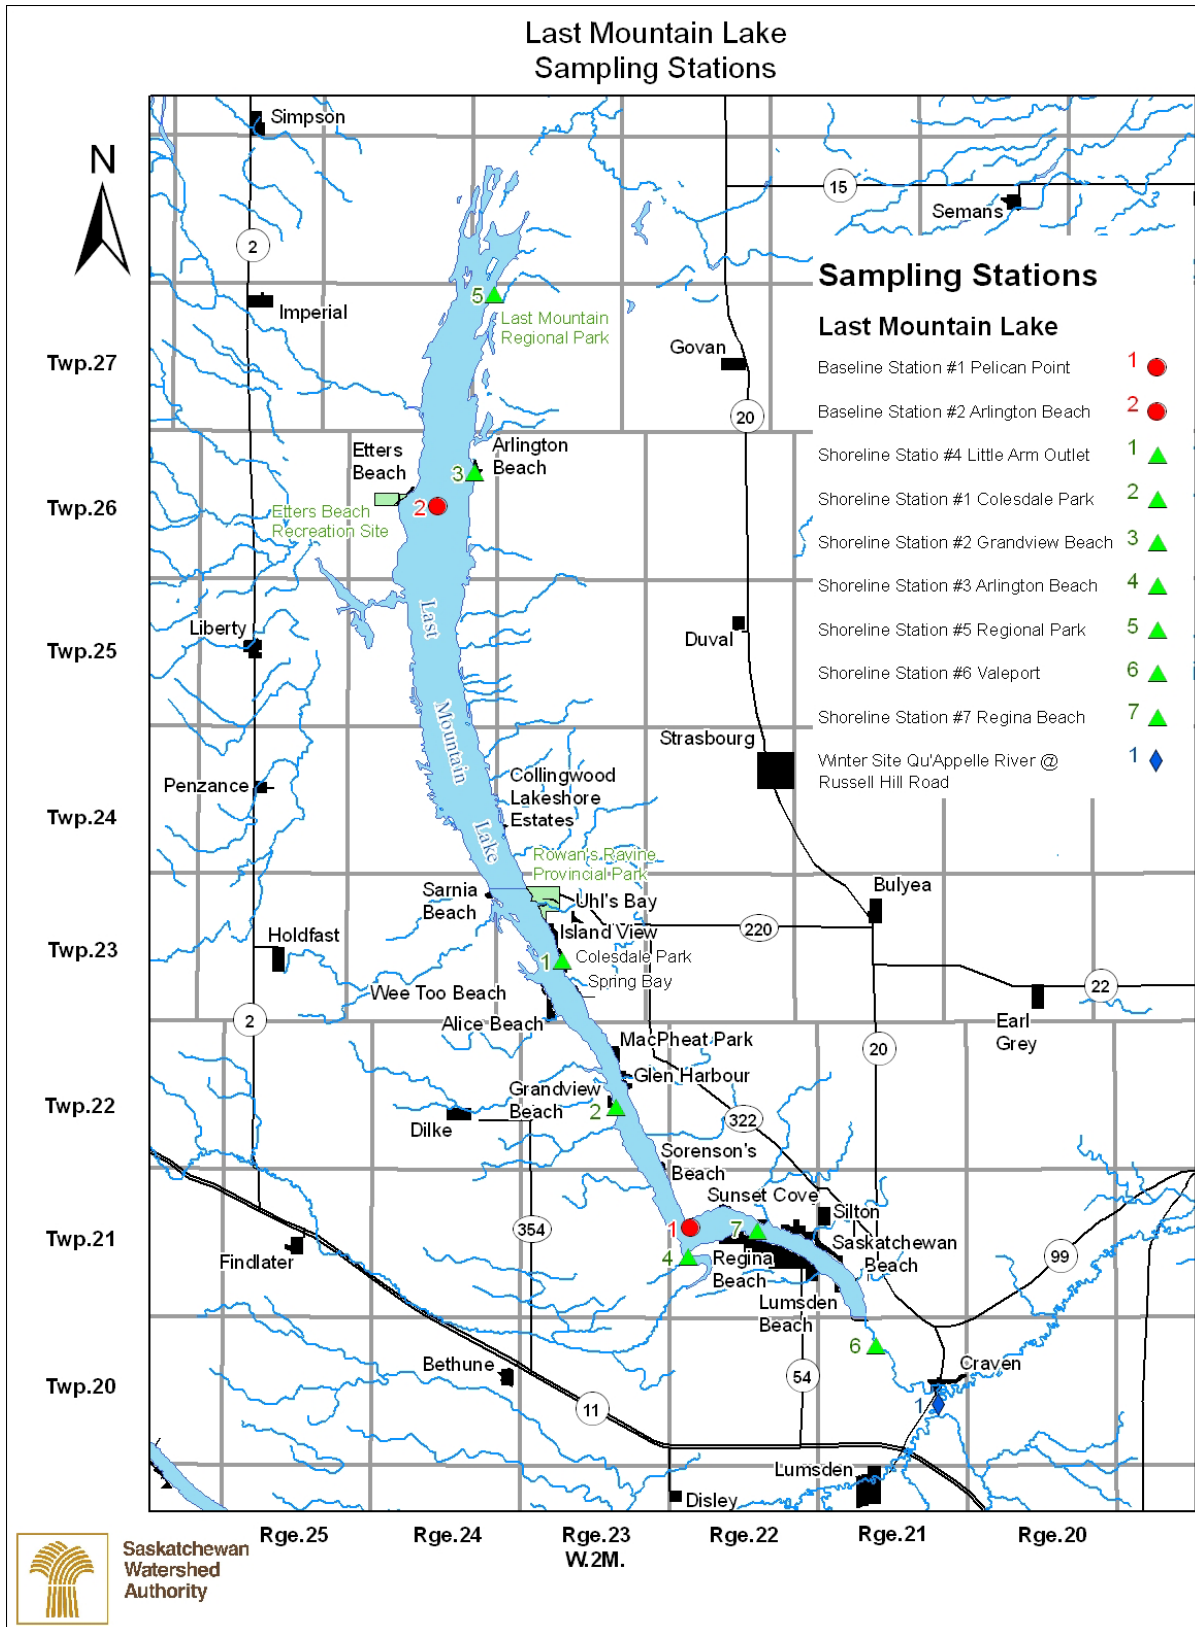 Last Mountain Lake
Sampling Stations
Simpson
N
15
Semans
2
Sampling Stations
5
Imperial
Last Mountain
Regional Park
Last Mountain Lake
Twp.27
Govan
Baseline Station #1 Pelican Point 1
20
Baseline Station #2 Arlington Beach 2
Etters
Beach
Arlington
Beach
3
Shoreline Statio #4 Little Arm Outlet 1
Twp.26
2
Etters Beach
Recreation Site
Shoreline Station #1 Colesdale Park 2
Shoreline Station #2 Grandview Beach 3
Shoreline Station #3 Arlington Beach 4
Liberty
Last
Duval
Shoreline Station #5 Regional Park 5
Twp.25
Shoreline Station #6 Valeport 6
Mountain
Strasbourg
Shoreline Station #7 Regina Beach 7
Winter Site Qu'Appelle River @ 1
Russell Hill Road
Penzance
Collingwood
Lakeshore
Estates
Twp.24
Lake
Rowan's Ravine
Provincial Park
Sarnia
Beach
Uhl's Bay
Bulyea
Island View
220
Holdfast
Twp.23
1
Colesdale Park
Spring Bay
Wee Too Beach
22
Alice Beach
2
Earl
Grey
MacPheat Park
20
Glen Harbour
Grandview
Beach
2
Twp.22
Dilke
322
Sorenson's
Beach
Sunset Cove
Silton
354
1
7
Twp.21
Saskatchewan
Beach
99
Findlater
4
Regina
Beach
Lumsden
Beach
6
Bethune
Craven
Twp.20
54
1
11
Lumsden
Disley
Rge.25
Rge.24
Rge.23
W.2M.
Rge.22
Rge.21
Rge.20
Saskatchewan
Watershed
Authority